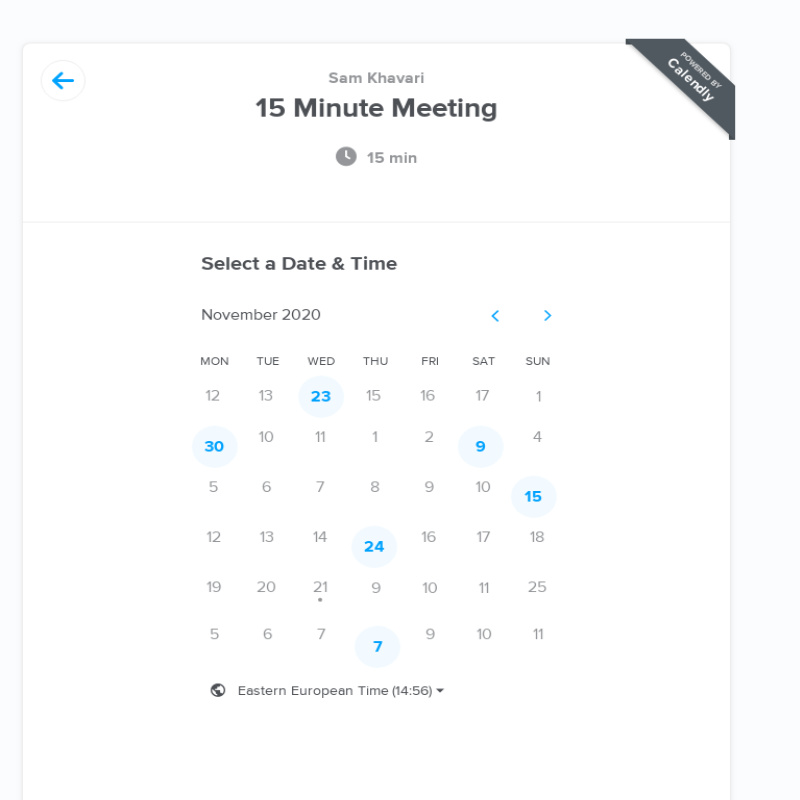 POWERED BY
Calendly
Sam Khavari
15 Minute Meeting
15 min
Select a Date & Time
November 2020
MON TUE WED THU FRI SAT SUN
12 13 23 15 16 17 1
30 10 11 1 2 9 4
5 6 7 8 9 10 15
12 13 14 24 16 17 18
19 20 21 9 10 11 25
5 6 7 7 9 10 11
Eastern European Time (14:56)